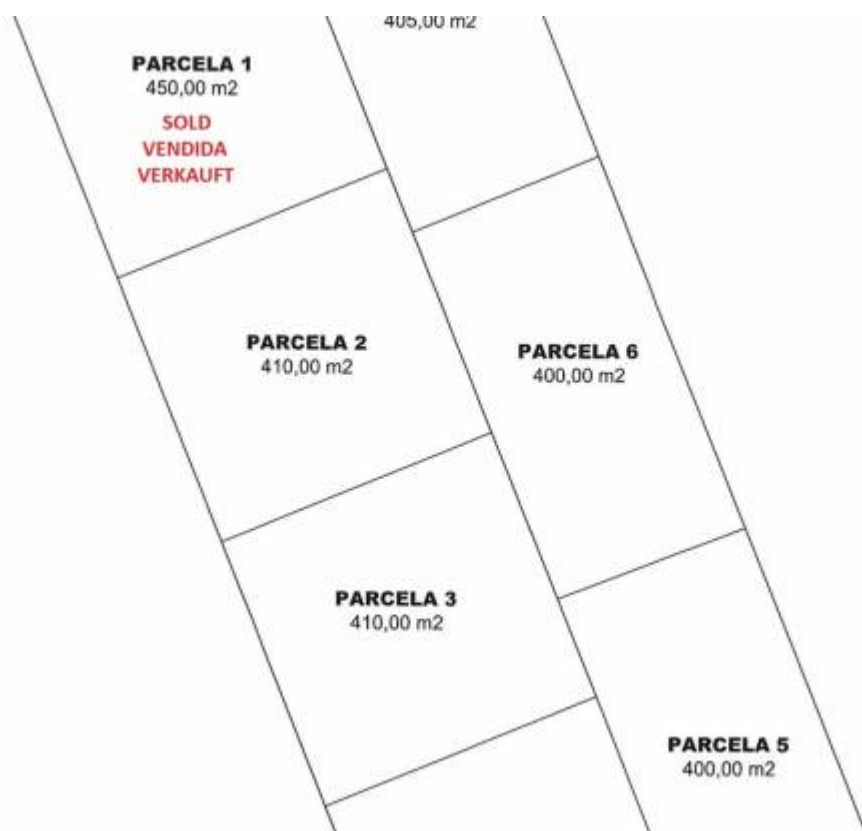 405,00 m2
PARCELA 1
450,00 m2
SOLD
VENDIDA
VERKAUFT
PARCELA 2
410,00 m2
PARCELA 6
400,00 m2
PARCELA 3
410,00 m2
PARCELA 5
400,00 m2